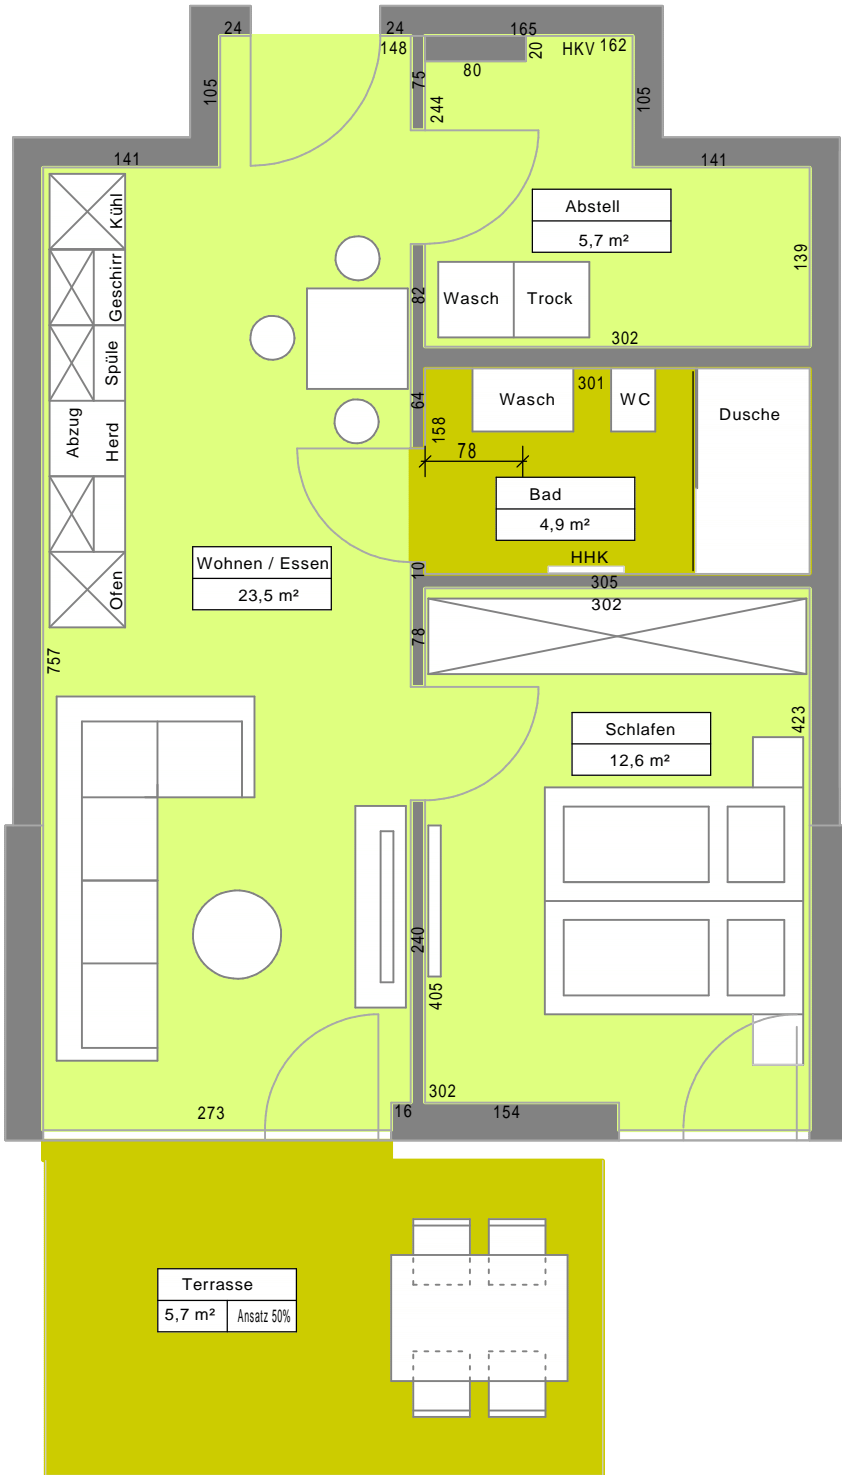 24
24
165
148
20
HKV 162
80
75
105
244
105
141
141
Kühl
Abstell
5,7 m²
139
Geschirr
82
Wasch
Trock
302
Spüle
64
301
Wasch
WC
Dusche
Abzug
Herd
158
78
Bad
4,9 m²
HHK
Wohnen / Essen
23,5 m²
10
305
302
Ofen
78
757
423
Schlafen
12,6 m²
240
405
302
273
16
154
Terrasse
5,7 m²
Ansatz 50%